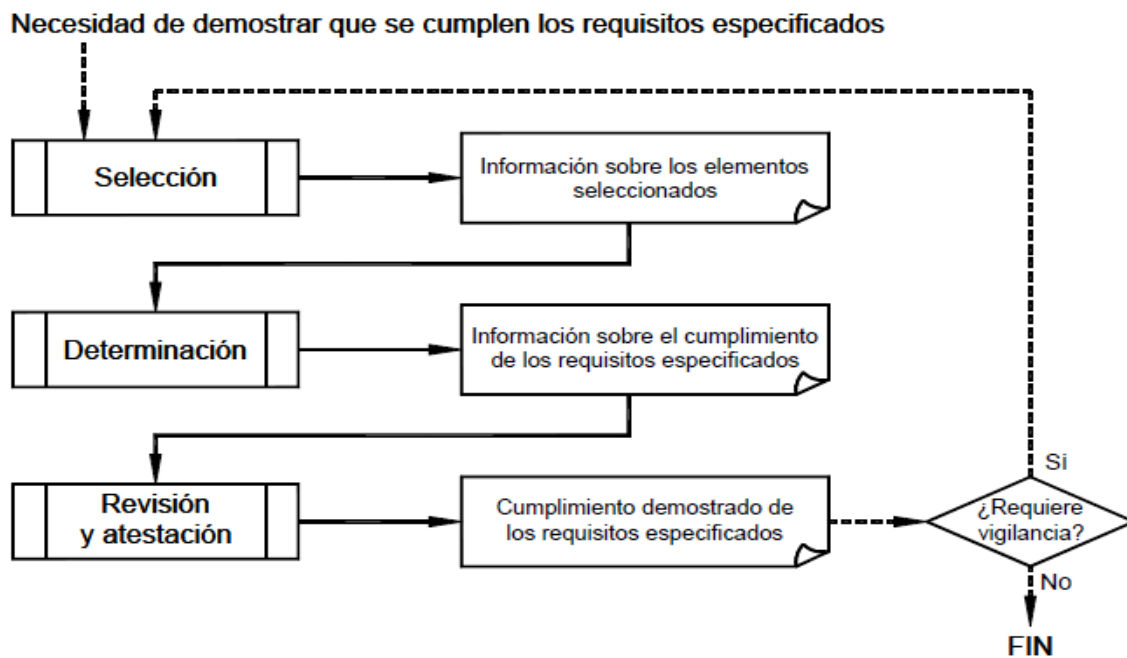 Necesidad de demostrar que se cumplen los requisitos especificados
Selección
Información sobre los elementos
seleccionados
Determinación
Información sobre el cumplimiento
de los requisitos especificados
Revisión
y atestación
Cumplimiento demostrado de
los requisitos especificados
Si
¿Requiere
vigilancia?
No
FIN